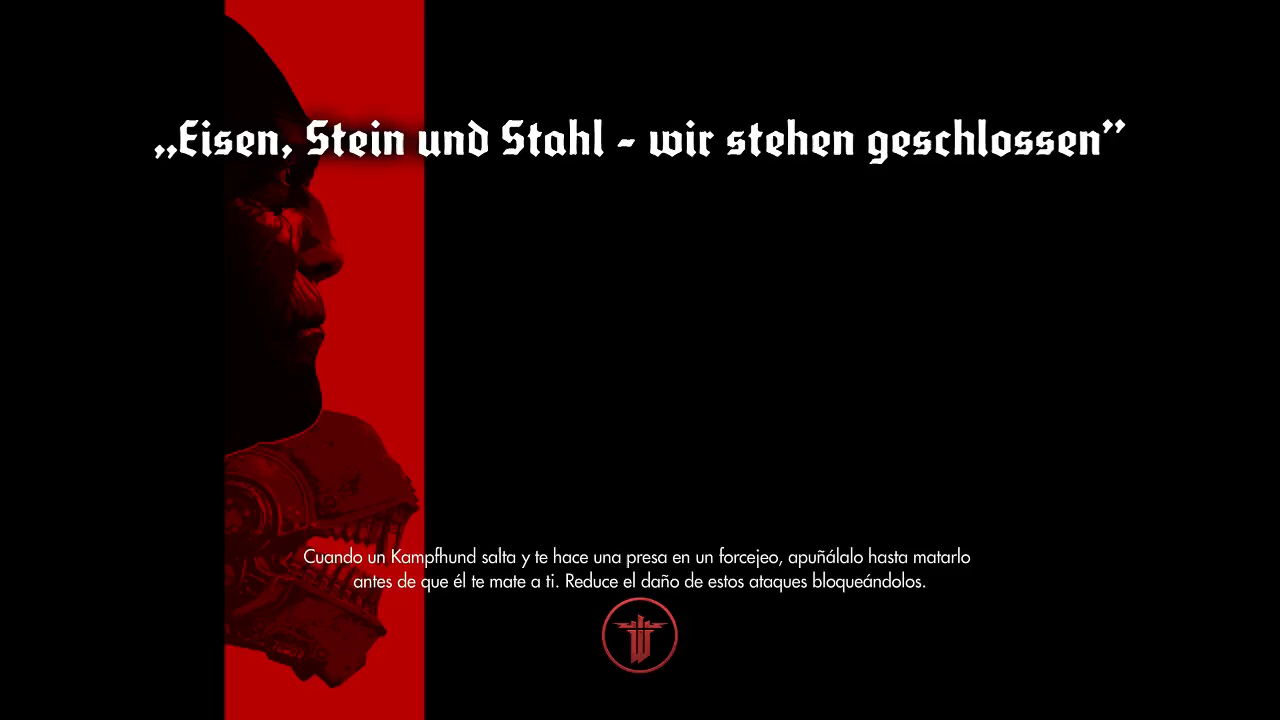 „Eisen, Stein und Stahl - wir stehen geschlossen”
Cuando un Kampfhund salta y te hace una presa en un forcejeo, apuñálalo hasta matarlo
antes de que él te mate a ti. Reduce el daño de estos ataques bloqueándolos.